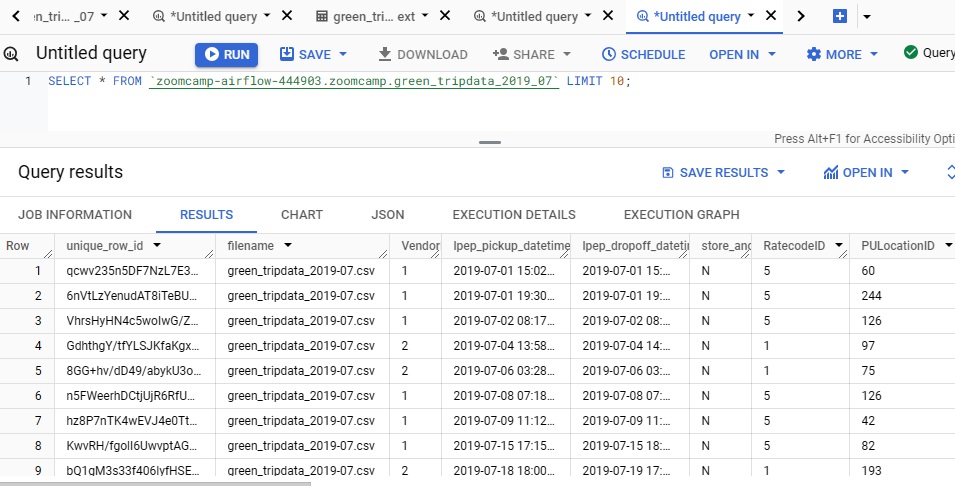 n_tri... _07 *Untitled query green_tri... ext *Untitled query *Untitled query
Untitled query RUN SAVE DOWNLOAD SHARE SCHEDULE OPEN IN MORE Query
1 SELECT * FROM `zoomcamp-airflow-444903.zoomcamp.green_tripdata_2019_07` LIMIT 10;
Press Alt+F1 for Accessibility Opti
Query results SAVE RESULTS OPEN IN
JOB INFORMATION RESULTS CHART JSON EXECUTION DETAILS EXECUTION GRAPH
Row unique_row_id filename Vendor lpep_pickup_datetime lpep_dropoff_dateti store_and RatecodeID PULocationID
1 qcwv235n5DF7NzL7E3... green_tripdata_2019-07.csv 1 2019-07-01 15:02... 2019-07-01 15:... N 5 60
2 6nVtLzYenudAT8iTeBU... green_tripdata_2019-07.csv 1 2019-07-01 19:30... 2019-07-01 19:... N 5 244
3 VhrsHyHN4c5woIwG/Z... green_tripdata_2019-07.csv 1 2019-07-02 08:17... 2019-07-02 08:... N 5 126
4 GdhthgY/tfYLSJKfaKgx... green_tripdata_2019-07.csv 2 2019-07-04 13:58... 2019-07-04 14:... N 1 97
5 8GG+hv/dD49/abykU3o... green_tripdata_2019-07.csv 2 2019-07-06 03:28... 2019-07-06 03:... N 1 75
6 n5FWeerhDCtjUjR6RfU... green_tripdata_2019-07.csv 1 2019-07-08 07:18... 2019-07-08 07:... N 5 126
7 hz8P7nTK4wEVJ4e0Tt... green_tripdata_2019-07.csv 1 2019-07-09 11:12... 2019-07-09 11:... N 5 42
8 KwvRH/fgolI6UwvptAG... green_tripdata_2019-07.csv 1 2019-07-15 17:15... 2019-07-15 18:... N 5 82
9 bQ1qM3s33f406IyfHSE... green_tripdata_2019-07.csv 2 2019-07-18 18:00... 2019-07-19 17:... N 1 193